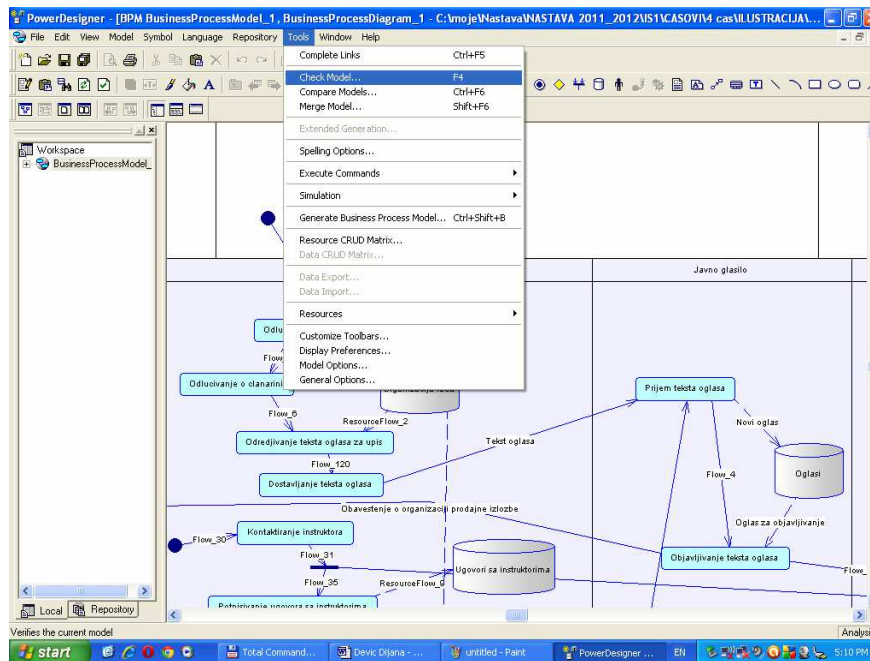 PowerDesigner - [BPM BusinessProcessModel_1, BusinessProcessDiagram_1 - C:\moje\Nastava\NASTAVA 2011_2012\IS1\CASOVI\4 cas\ILUSTRACIJA\...
File Edit View Model Symbol Language Repository Tools Window Help
Complete Links Ctrl+F5
Check Model... F4
Compare Models... Ctrl+F6
Merge Model... Shift+F6
Extended Generation...
Spelling Options...
Execute Commands
Simulation
Generate Business Process Model... Ctrl+Shift+B
Resource CRUD Matrix...
Data CRUD Matrix...
Data Export...
Data Import...
Resources
Customize Toolbars...
Display Preferences...
Model Options...
General Options...
Workspace
BusinessProcessModel_
Javno glasilo
Odlu
Flow
Odlucivanje o clanarini
Flow_6
ResourceFlow_2
Odredjivanje teksta oglasa za upis
Flow_120
Dostavljanje teksta oglasa
Tekst oglasa
Prijem teksta oglasa
Novi oglas
Flow_4
Oglasi
Oglas za objavljivanje
Objavljivanje teksta oglasa
Flow_
Obavestenje o organizaciji prodajne izlozbe
Flow_30
Kontaktiranje instruktora
Flow_31
Flow_35
ResourceFlow_9
Ugovori sa instruktorima
Potpisivanje ugovora sa instruktorima
Local Repository
Verifies the current model
Analysi
start Total Command... Devic Dijana - ... untitled - Paint PowerDesigner ... EN 5:10 PM